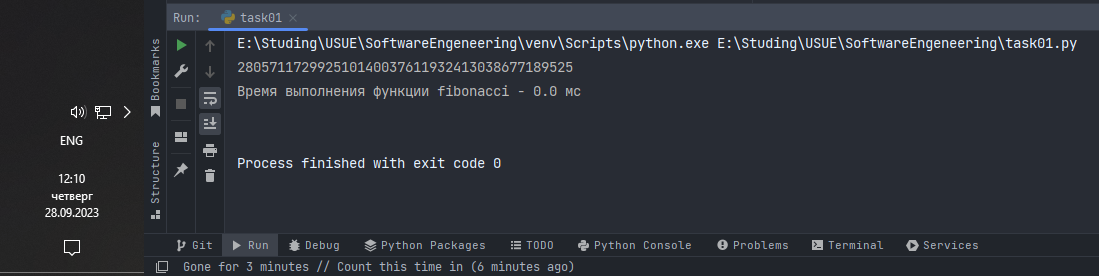 Run: task01
E:\Studing\USUE\SoftwareEngeneering\venv\Scripts\python.exe E:\Studing\USUE\SoftwareEngeneering\task01.py
280571172992510140037611932413038677189525
Время выполнения функции fibonacci - 0.0 мс
Process finished with exit code 0
Bookmarks
Structure
ENG
12:10
четверг
28.09.2023
Git Run Debug Python Packages TODO Python Console Problems Terminal Services
Gone for 3 minutes // Count this time in (6 minutes ago)